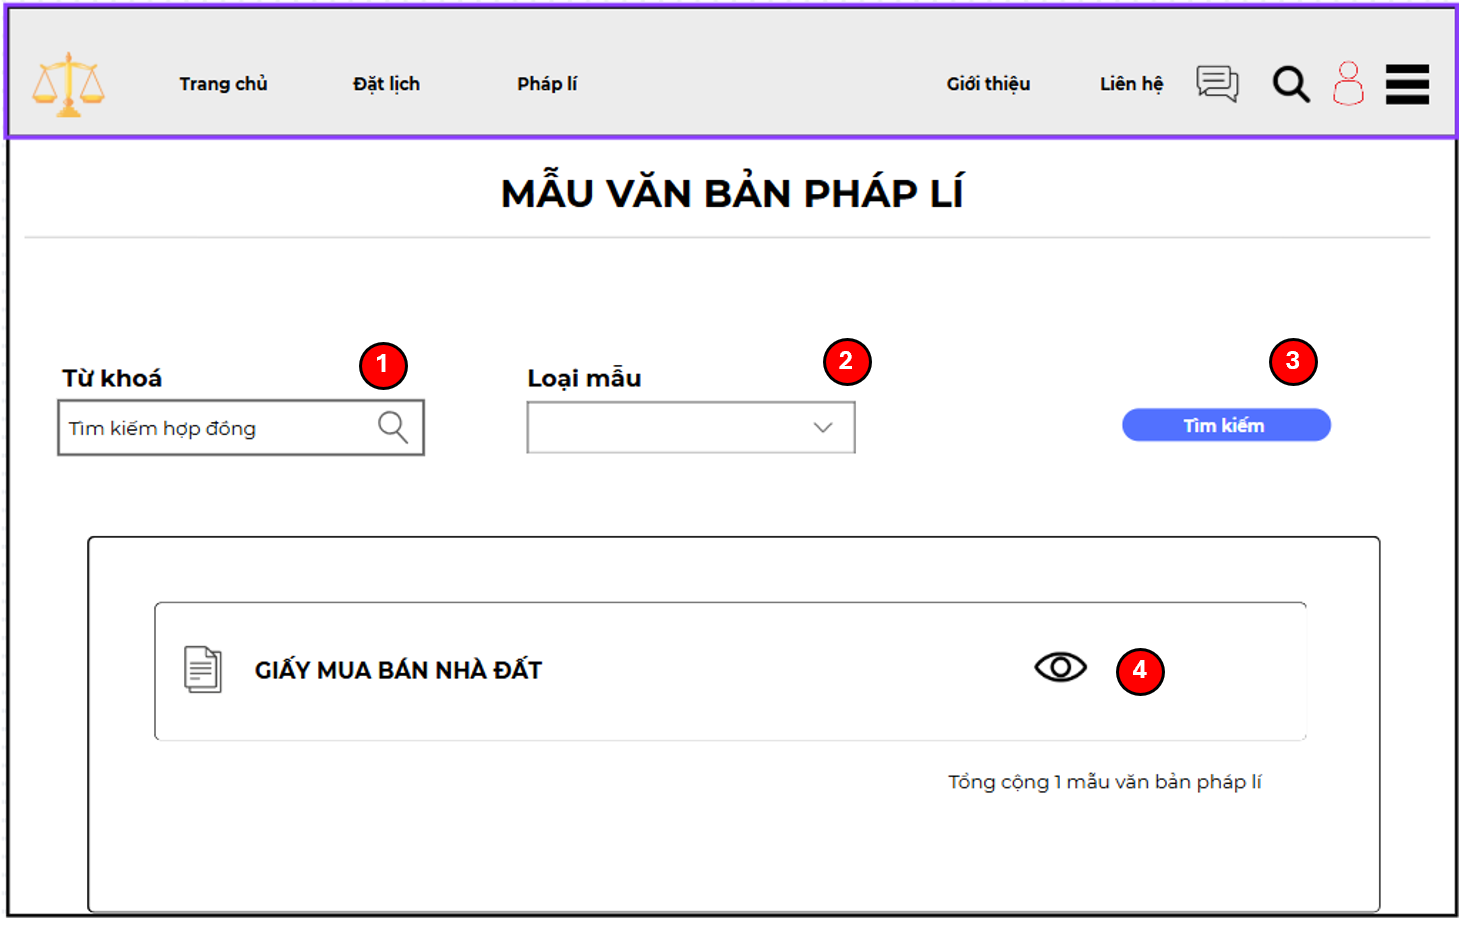 Trang chủ Đặt lịch Pháp lí Giới thiệu Liên hệ
MẪU VĂN BẢN PHÁP LÍ
Từ khoá 1 Loại mẫu 2 3
Tìm kiếm hợp đồng Tìm kiếm
GIẤY MUA BÁN NHÀ ĐẤT 4
Tổng cộng 1 mẫu văn bản pháp lí